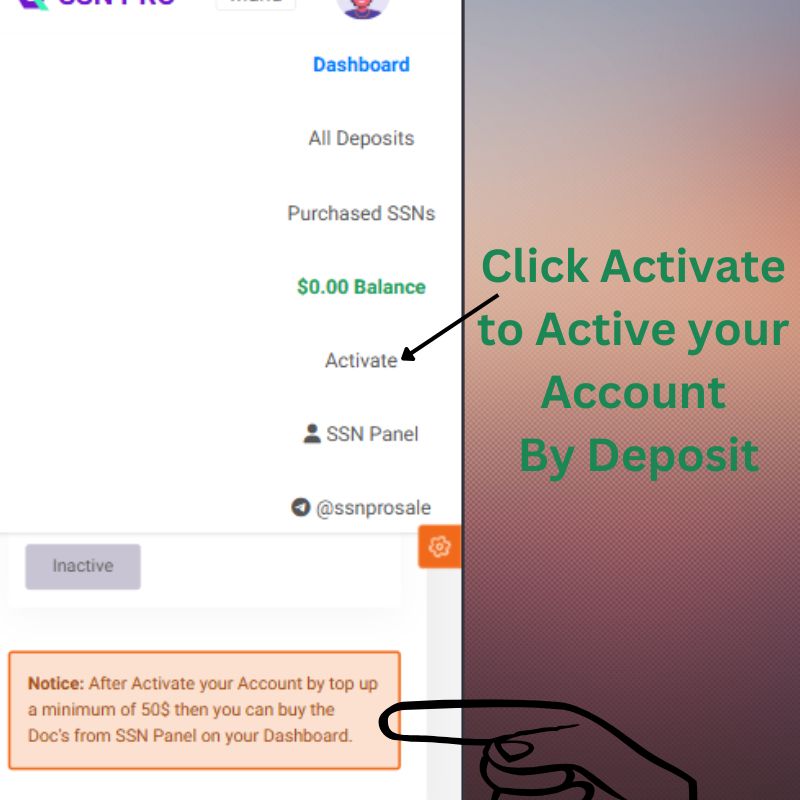 SSN PRO
Dashboard
All Deposits
Purchased SSNs
$0.00 Balance
Activate
SSN Panel
@ssnprosale
Inactive
Notice: After Activate your Account by top up
a minimum of 50$ then you can buy the
Doc's from SSN Panel on your Dashboard.
Click Activate
to Active your
Account
By Deposit